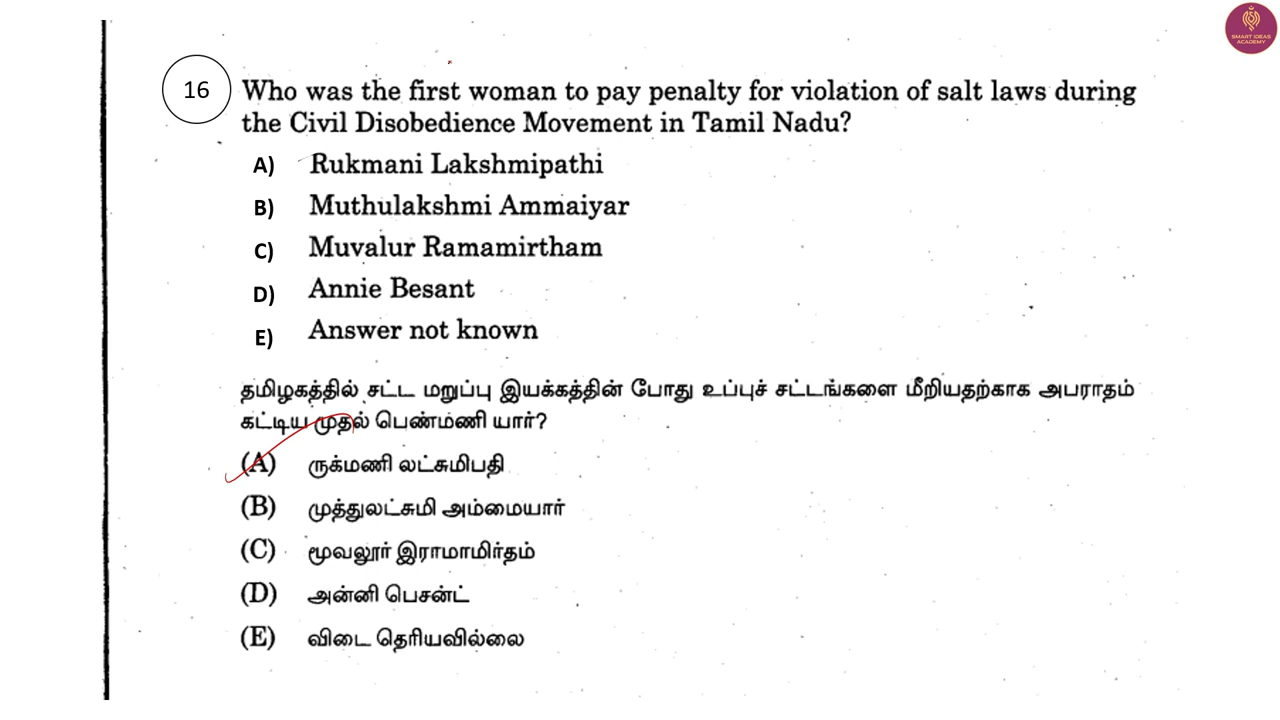 SMART IDEAS
ACADEMY
16
Who was the first woman to pay penalty for violation of salt laws during
the Civil Disobedience Movement in Tamil Nadu?
A) Rukmani Lakshmipathi
B) Muthulakshmi Ammaiyar
C) Muvalur Ramamirtham
D) Annie Besant
E) Answer not known
தமிழகத்தில் சட்ட மறுப்பு இயக்கத்தின் போது உப்புச் சட்டங்களை மீறியதற்காக அபராதம்
கட்டிய முதல் பெண்மணி யார்?
(A) ருக்மணி லட்சுமிபதி
(B) முத்துலட்சுமி அம்மையார்
(C) மூவலூர் இராமாமிர்தம்
(D) அன்னி பெசன்ட்
(E) விடை தெரியவில்லை